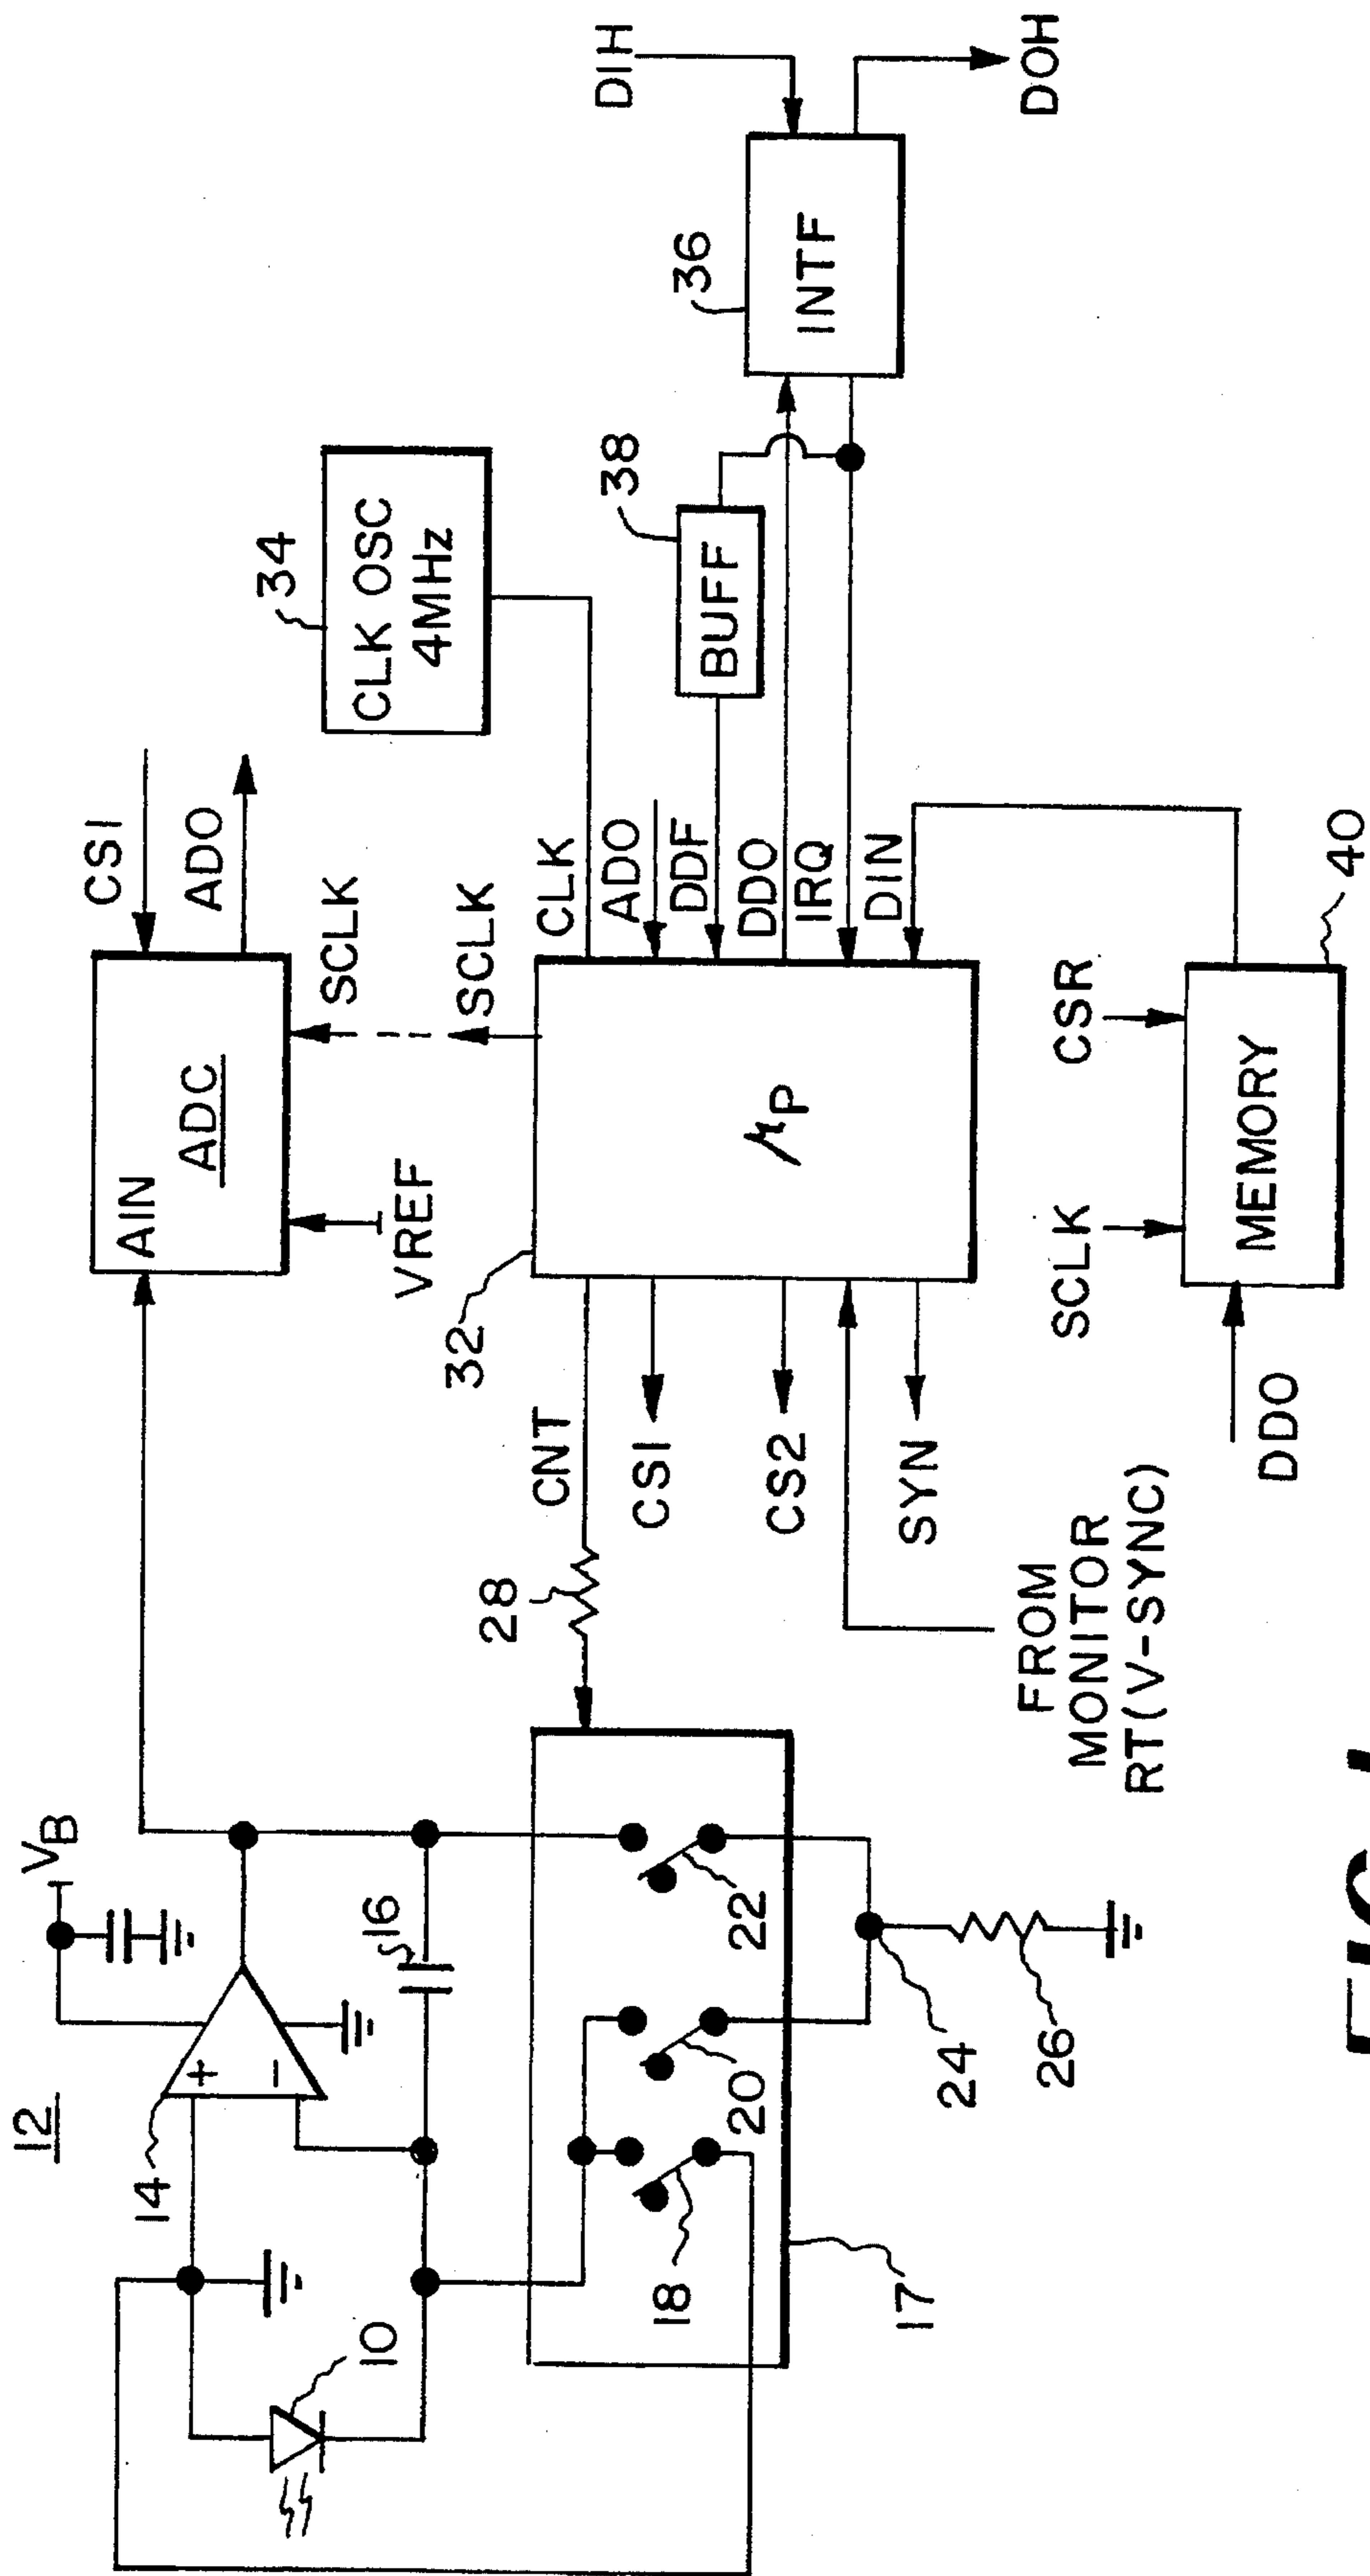 12
VB
14
+
-
10
16
18
20
22
17
24
26
AIN
ADC
CSI
ADO
VREF
SCLK
SCLK
34
CLK OSC
4MHz
28
CNT
CSI
CS2
SYN
FROM
MONITOR
RT(V-SYNC)
32
μP
CLK
ADO
DDF
DDO
IRQ
DIN
38
BUFF
36
INTF
DIH
DOH
SCLK
CSR
MEMORY
DDO
40